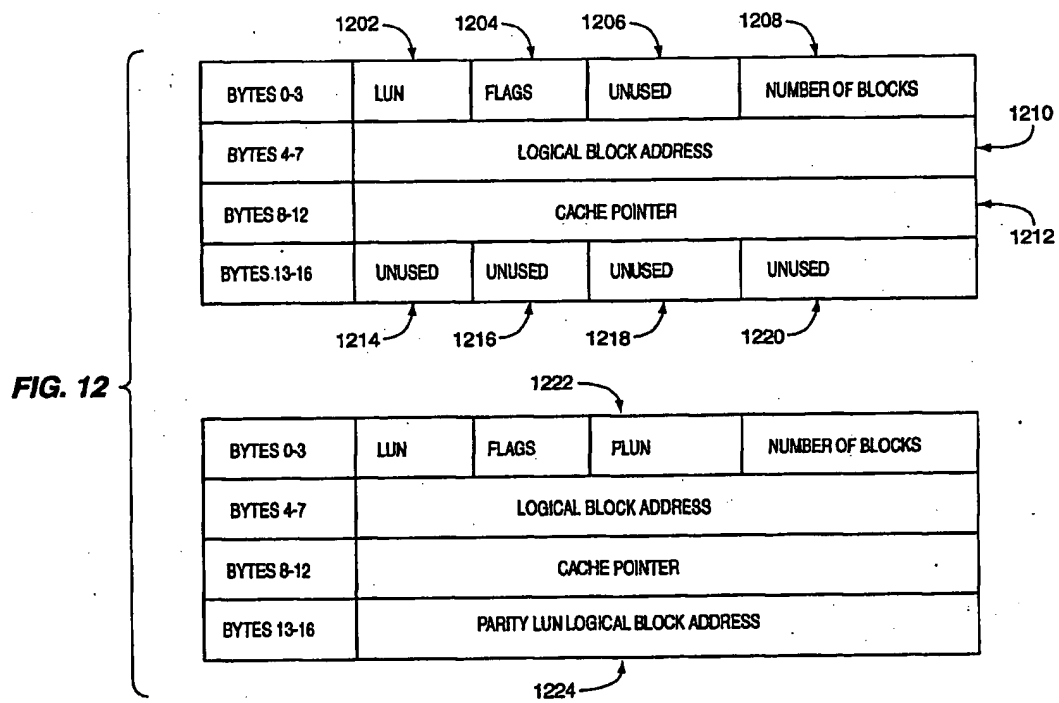 1202 1204 1206 1208
BYTES 0-3 LUN FLAGS UNUSED NUMBER OF BLOCKS
1210
BYTES 4-7 LOGICAL BLOCK ADDRESS
BYTES 8-12 CACHE POINTER
1212
BYTES.13-16 UNUSED UNUSED UNUSED UNUSED
1214 1216 1218 1220
FIG. 12
1222
BYTES 0-3 LUN FLAGS PLUN NUMBER OF BLOCKS
BYTES 4-7 LOGICAL BLOCK ADDRESS
BYTES 8-12 CACHE POINTER
BYTES 13-16 PARITY LUN LOGICAL BLOCK ADDRESS
1224